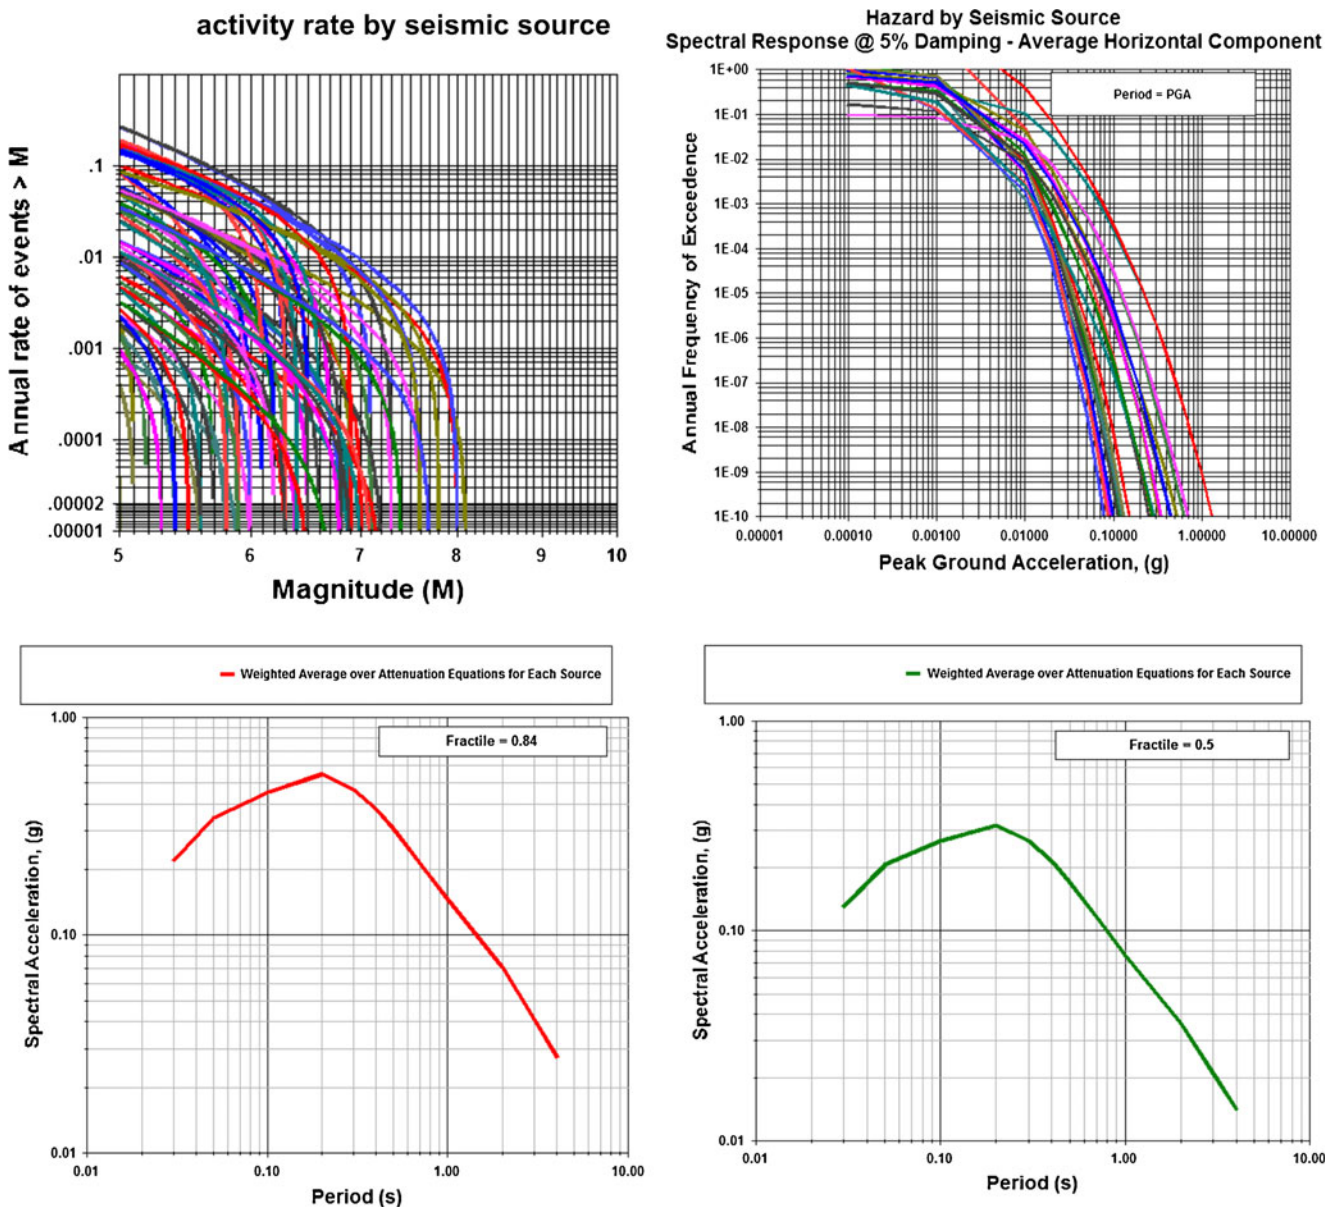 activity rate by seismic source
Annual rate of events > M
.1
.01
.001
.0001
.00002
.00001
5
6
7
8
9
10
Magnitude (M)
Hazard by Seismic Source
Spectral Response @ 5% Damping - Average Horizontal Component
Period = PGA
Annual Frequency of Exceedence
1E+00
1E-01
1E-02
1E-03
1E-04
1E-05
1E-06
1E-07
1E-08
1E-09
1E-10
0.00001
0.00010
0.00100
0.01000
0.10000
1.00000
10.00000
Peak Ground Acceleration, (g)
Weighted Average over Attenuation Equations for Each Source
Fractile = 0.84
Spectral Acceleration, (g)
1.00
0.10
0.01
0.01
0.10
1.00
10.00
Period (s)
Weighted Average over Attenuation Equations for Each Source
Fractile = 0.5
Spectral Acceleration, (g)
1.00
0.10
0.01
0.01
0.10
1.00
10.00
Period (s)